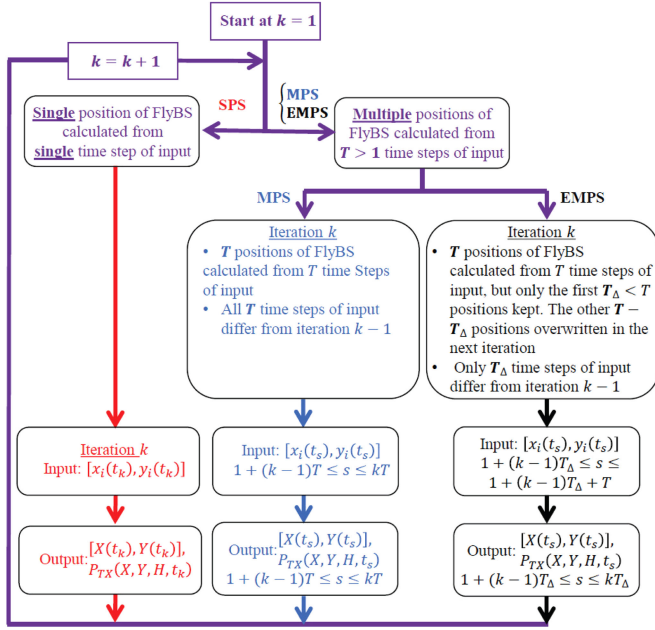 Start at k = 1
k = k + 1
SPS
MPS
EMPS
Single position of FlyBS
calculated from
single time step of input
Multiple positions of
FlyBS calculated from
T > 1 time steps of input
MPS
EMPS
Iteration k
• T positions of FlyBS
calculated from T time Steps
of input
• All T time steps of input
differ from iteration k − 1
Iteration k
• T positions of FlyBS
calculated from T time steps of
input, but only the first T_Δ < T
positions kept. The other T −
T_Δ positions overwritten in the
next iteration
• Only T_Δ time steps of input
differ from iteration k − 1
Iteration k
Input: [x_i(t_k), y_i(t_k)]
Input: [x_i(t_s), y_i(t_s)]
1 + (k − 1)T ≤ s ≤ kT
Input: [x_i(t_s), y_i(t_s)]
1 + (k − 1)T_Δ ≤ s ≤
1 + (k − 1)T_Δ + T
Output: [X(t_k), Y(t_k)],
P_TX(X, Y, H, t_k)
Output: [X(t_s), Y(t_s)],
P_TX(X, Y, H, t_s)
1 + (k − 1)T ≤ s ≤ kT
Output: [X(t_s), Y(t_s)],
P_TX(X, Y, H, t_s)
1 + (k − 1)T_Δ ≤ s ≤ kT_Δ